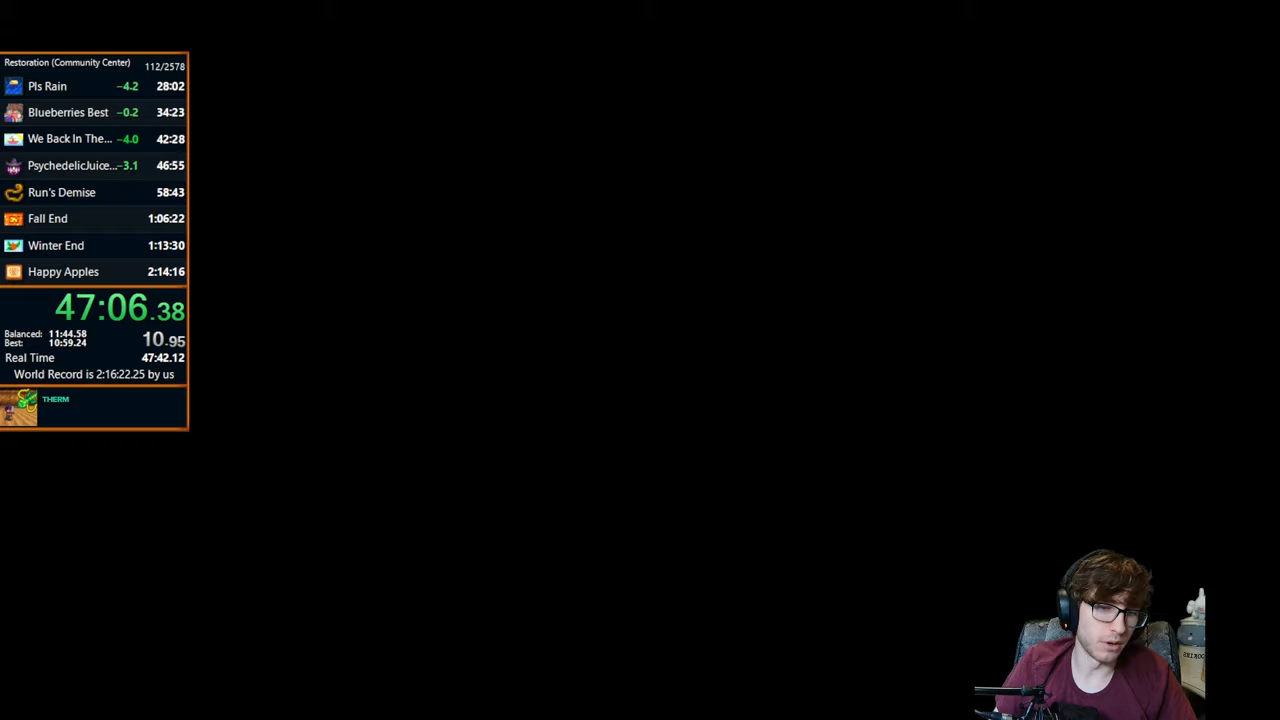 Restoration (Community Center) 112/2578
Pls Rain −4.2 28:02
Blueberries Best −0.2 34:23
We Back In The... −4.0 42:28
PsychedelicJuice... −3.1 46:55
Run's Demise 58:43
Fall End 1:06:22
Winter End 1:13:30
Happy Apples 2:14:16
47:06.38
Balanced: 11:44.58
Best: 10:59.24
10.95
Real Time 47:42.12
World Record is 2:16:22.25 by us
THERM